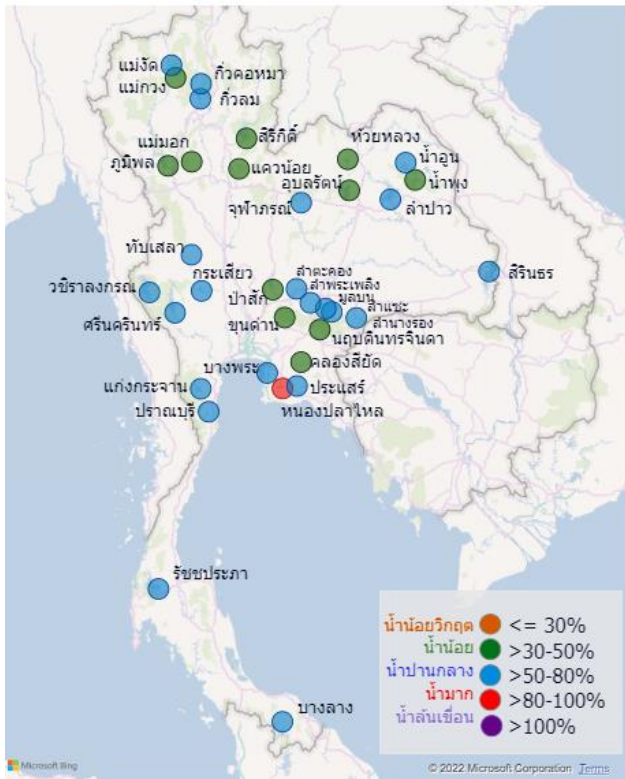 แม่งัด
แม่กวง
กิ่วคอหมา
กิ่วลม
สิริกิติ์
แม่มอก
ภูมิพล
แควน้อย
ห้วยหลวง
น้ำอูน
อุบลรัตน์
น้ำพุง
จุฬาภรณ์
ลำปาว
ทับเสลา
สิรินธร
กระเสียว
วชิราลงกรณ
ลำตะคอง
ป่าสัก
ลำพระเพลิง
มูลบน
ลำแชะ
ศรีนครินทร์
ขุนด่าน
ลำนางรอง
นฤบดินทรจินดา
คลองสียัด
บางพระ
แก่งกระจาน
ประแสร์
ปราณบุรี
หนองปลาไหล
รัชชประภา
บางลาง
น้ำน้อยวิกฤต <= 30%
น้ำน้อย >30-50%
น้ำปานกลาง >50-80%
น้ำมาก >80-100%
น้ำล้นเขื่อน >100%
Microsoft Bing
© 2022 Microsoft Corporation Terms